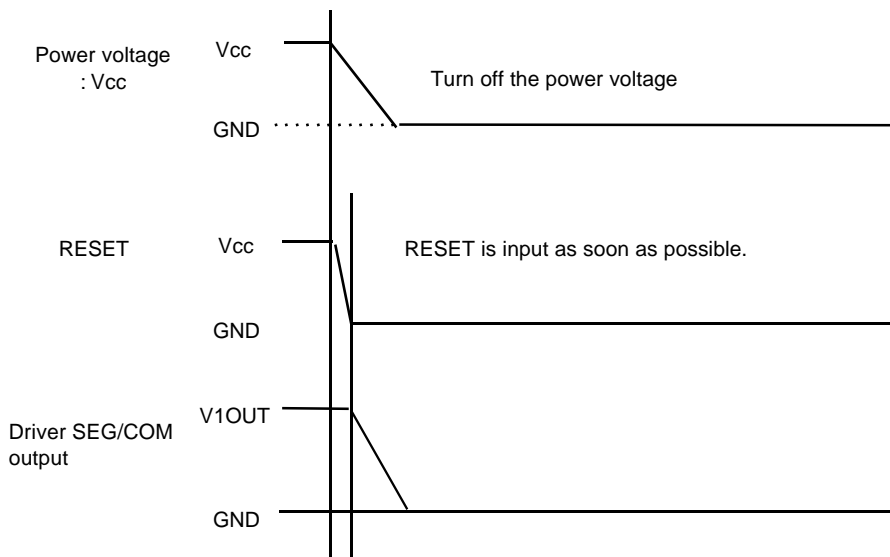 Power voltage
: Vcc
Vcc
Turn off the power voltage
GND
RESET
Vcc
RESET is input as soon as possible.
GND
Driver SEG/COM
output
V1OUT
GND